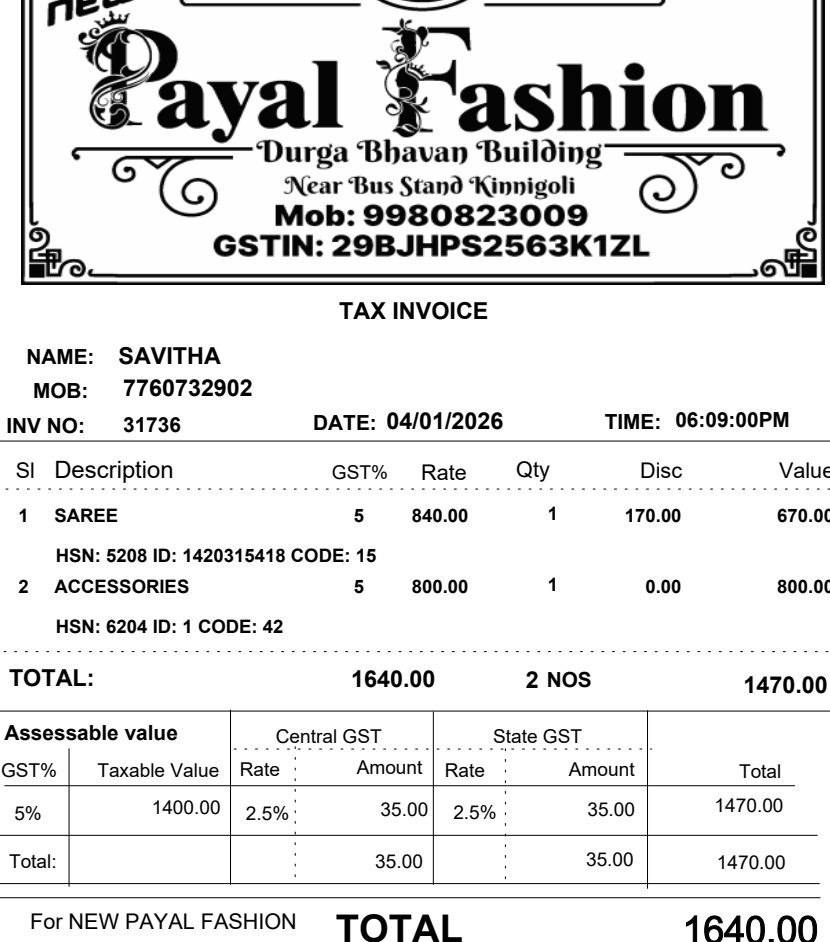 new
Payal Fashion
Durga Bhavan Building
Near Bus Stand Kinnigoli
Mob: 9980823009
GSTIN: 29BJHPS2563K1ZL
TAX INVOICE
NAME: SAVITHA
MOB: 7760732902
INV NO: 31736 DATE: 04/01/2026 TIME: 06:09:00PM
Sl Description GST% Rate Qty Disc Value
1 SAREE 5 840.00 1 170.00 670.00
HSN: 5208 ID: 1420315418 CODE: 15
2 ACCESSORIES 5 800.00 1 0.00 800.00
HSN: 6204 ID: 1 CODE: 42
TOTAL: 1640.00 2 NOS 1470.00
Assessable value Central GST State GST
GST% Taxable Value Rate Amount Rate Amount Total
5% 1400.00 2.5% 35.00 2.5% 35.00 1470.00
Total: 35.00 35.00 1470.00
For NEW PAYAL FASHION TOTAL 1640.00